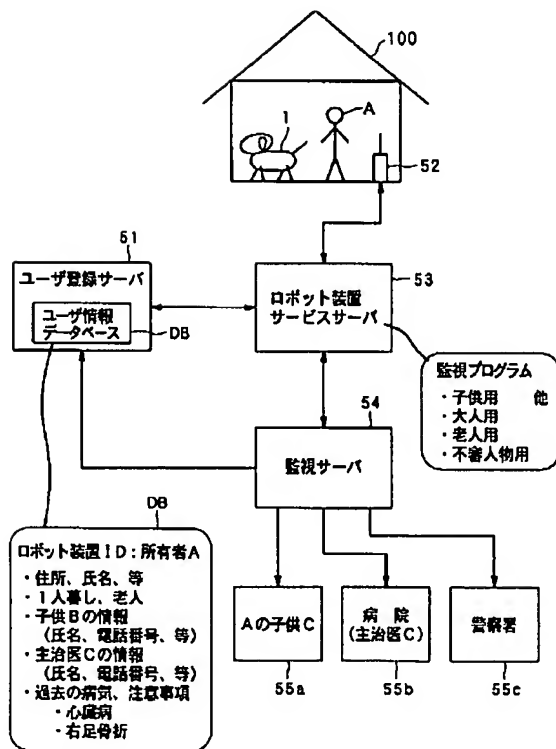 100
A
1
52
51
ユーザ登録サーバ
ユーザ情報
データベース
DB
53
ロボット装置
サービスサーバ
監視プログラム
・子供用 他
・大人用
・老人用
・不審人物用
54
監視サーバ
DB
ロボット装置ID：所有者A
・住所、氏名、等
・1人暮し、老人
・子供Bの情報
(氏名、電話番号、等)
・主治医Cの情報
(氏名、電話番号、等)
・過去の病気、注意事項
・心臓病
・右足骨折
Aの子供C
55a
病 院
(主治医C)
55b
警察署
55c